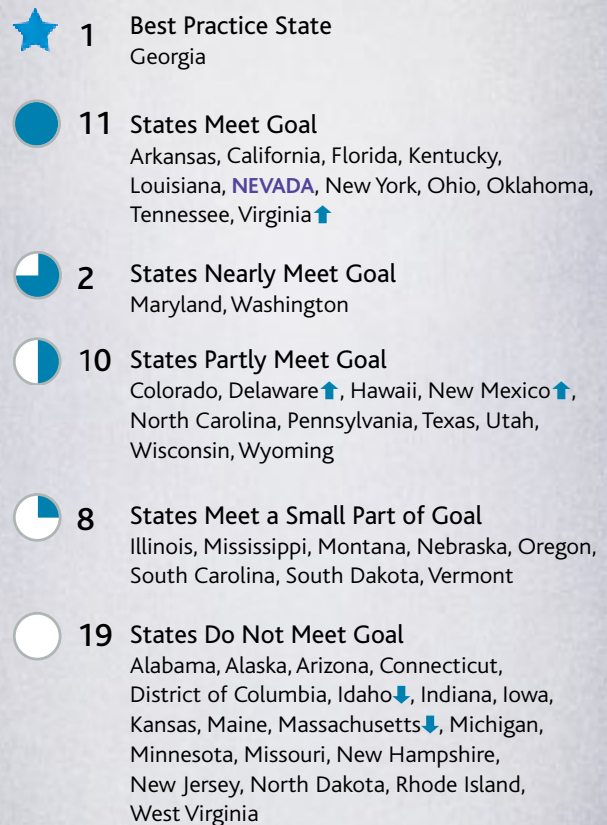 1 Best Practice State
Georgia
11 States Meet Goal
Arkansas, California, Florida, Kentucky,
Louisiana, NEVADA, New York, Ohio, Oklahoma,
Tennessee, Virginia⬆
2 States Nearly Meet Goal
Maryland, Washington
10 States Partly Meet Goal
Colorado, Delaware⬆, Hawaii, New Mexico⬆,
North Carolina, Pennsylvania, Texas, Utah,
Wisconsin, Wyoming
8 States Meet a Small Part of Goal
Illinois, Mississippi, Montana, Nebraska, Oregon,
South Carolina, South Dakota, Vermont
19 States Do Not Meet Goal
Alabama, Alaska, Arizona, Connecticut,
District of Columbia, Idaho⬇, Indiana, Iowa,
Kansas, Maine, Massachusetts⬇, Michigan,
Minnesota, Missouri, New Hampshire,
New Jersey, North Dakota, Rhode Island,
West Virginia